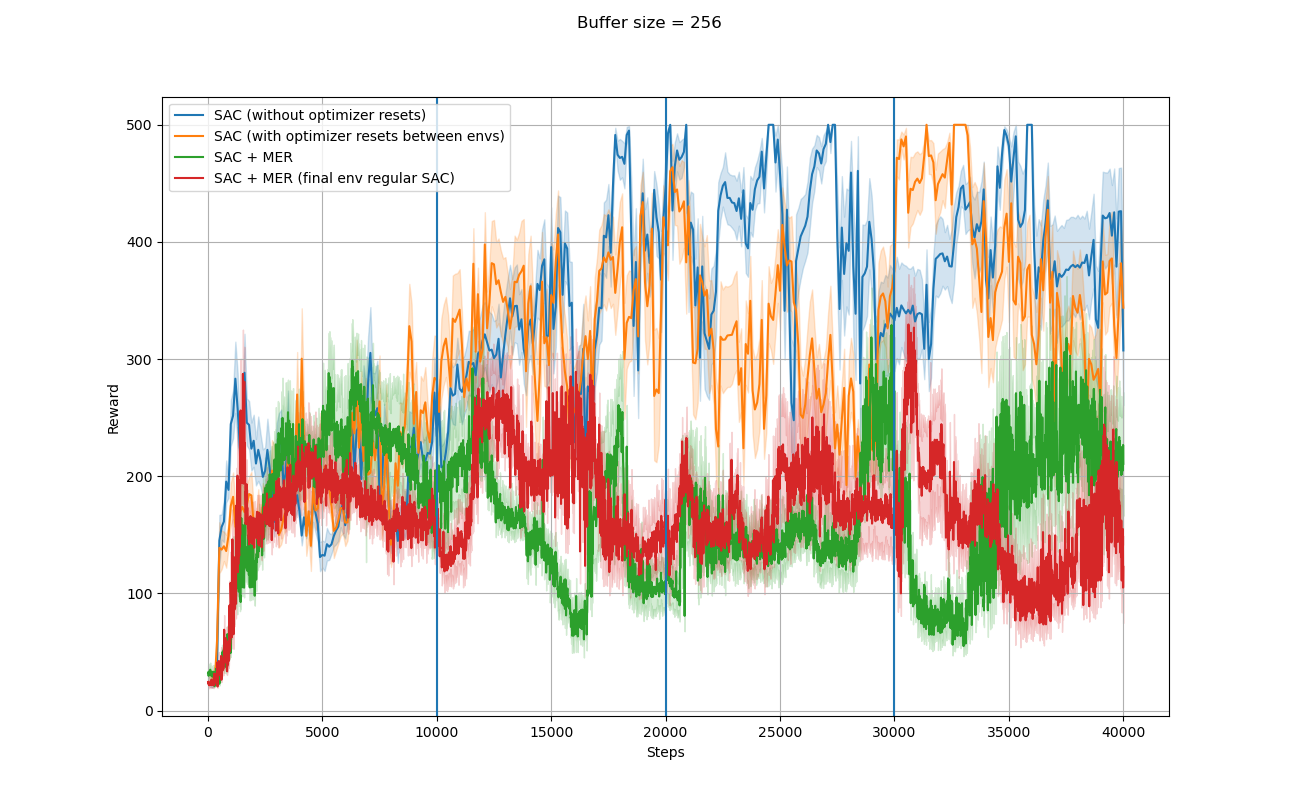 Buffer size = 256
SAC (without optimizer resets)
SAC (with optimizer resets between envs)
SAC + MER
SAC + MER (final env regular SAC)
500
400
300
200
100
0
Reward
0 5000 10000 15000 20000 25000 30000 35000 40000
Steps